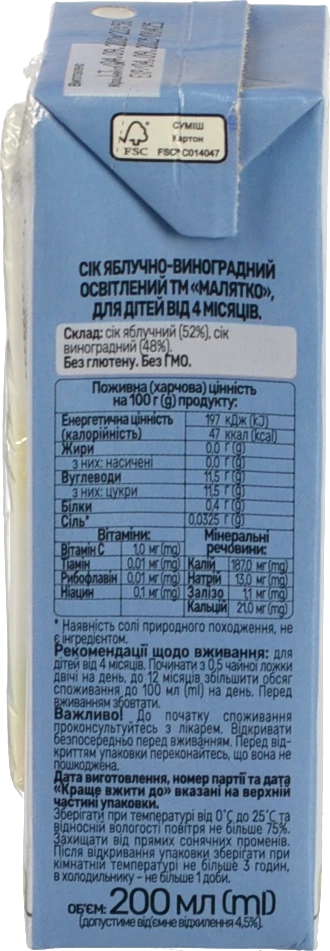 Виготовлено
СУМІШ
Картон
FSC
FSC® C014047
СІК ЯБЛУЧНО-ВИНОГРАДНИЙ
ОСВІТЛЕНИЙ ТМ «МАЛЯТКО»,
ДЛЯ ДІТЕЙ ВІД 4 МІСЯЦІВ.
Склад: сік яблучний (52%), сік
виноградний (48%).
Без глютену. Без ГМО.
Поживна (харчова) цінність
на 100 г (g) продукту:
Енергетична цінність 197 кДж (kJ)
(калорійність) 47 ккал (kcal)
Жири 0,0 г (g)
з них: насичені 0,0 г (g)
Вуглеводи 11,5 г (g)
з них: цукри 11,5 г (g)
Білки 0,4 г (g)
Сіль* 0,0325 г (g)
Вітаміни:
Вітамін С 1,0 мг (mg)
Тіамін 0,01 мг (mg)
Рибофлавін 0,01 мг (mg)
Ніацин 0,1 мг (mg)
Мінеральні
речовини:
Калій 187,0 мг (mg)
Натрій 13,0 мг (mg)
Залізо 1,1 мг (mg)
Кальцій 21,0 мг (mg)
* Наявність солі природного походження, не
є інгредієнтом.
Рекомендації щодо вживання: для
дітей від 4 місяців. Починати з 0,5 чайної ложки
двічі на день, до 12 місяців збільшити обсяг
споживання до 100 мл (ml) на день. Перед
вживанням збовтати.
Важливо! До початку споживання
проконсультуйтесь з лікарем. Відкривати
безпосередньо перед вживанням. Перед від-
криттям упаковки переконайтесь, що вона не
пошкоджена.
Дата виготовлення, номер партії та дата
«Краще вжити до» вказані на верхній
частині упаковки.
Зберігати при температурі від 0°С до 25°С та
відносній вологості повітря не більше 75%.
Захищати від прямих сонячних променів.
Після відкривання упаковки зберігати при
кімнатній температурі не більше 3 годин,
в холодильнику – не більше 1 доби.
ОБ'ЄМ: 200 мл (ml)
(допустиме від'ємне відхилення 4,5%).